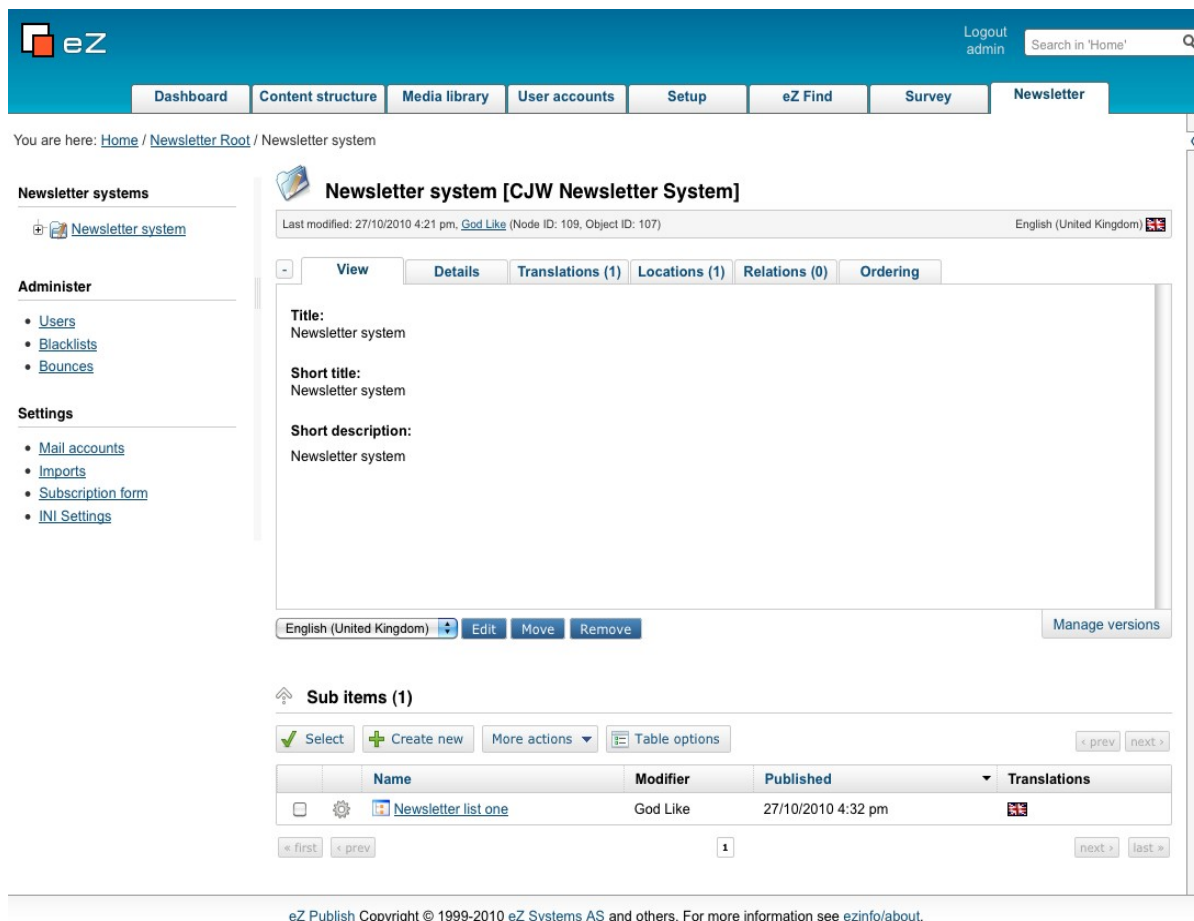 eZ
Logout
admin
Search in 'Home'
Dashboard Content structure Media library User accounts Setup eZ Find Survey Newsletter
You are here: Home / Newsletter Root / Newsletter system
Newsletter systems
Newsletter system
Administer
Users
Blacklists
Bounces
Settings
Mail accounts
Imports
Subscription form
INI Settings
Newsletter system [CJW Newsletter System]
Last modified: 27/10/2010 4:21 pm, God Like (Node ID: 109, Object ID: 107) English (United Kingdom)
- View Details Translations (1) Locations (1) Relations (0) Ordering
Title:
Newsletter system
Short title:
Newsletter system
Short description:
Newsletter system
English (United Kingdom) Edit Move Remove Manage versions
Sub items (1)
Select Create new More actions Table options ‹ prev next ›
Name Modifier Published Translations
Newsletter list one God Like 27/10/2010 4:32 pm
« first ‹ prev 1 next › last »
eZ Publish Copyright © 1999-2010 eZ Systems AS and others. For more information see ezinfo/about.